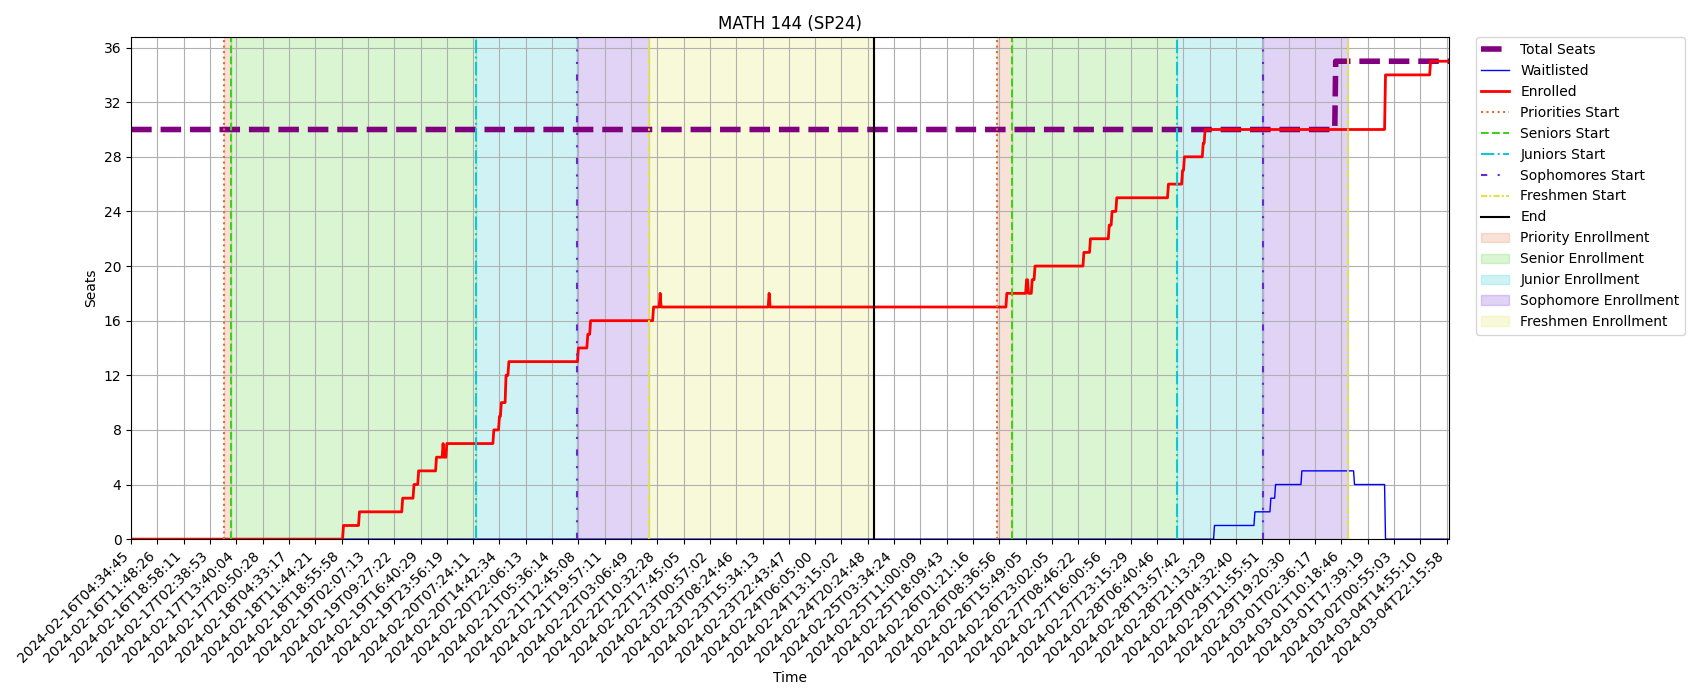 MATH 144 (SP24)
36
32
28
24
20
16
12
8
4
0
Seats
2024-02-16T04:34:45
2024-02-16T11:48:26
2024-02-16T18:58:11
2024-02-17T02:38:53
2024-02-17T13:40:04
2024-02-17T20:50:28
2024-02-18T04:33:17
2024-02-18T11:44:21
2024-02-18T18:55:58
2024-02-19T02:07:13
2024-02-19T09:27:22
2024-02-19T16:40:29
2024-02-19T23:56:19
2024-02-20T07:24:11
2024-02-20T14:42:34
2024-02-20T22:06:13
2024-02-21T05:36:14
2024-02-21T12:45:08
2024-02-21T19:57:11
2024-02-22T03:06:49
2024-02-22T10:32:28
2024-02-22T17:45:05
2024-02-23T00:57:02
2024-02-23T08:24:46
2024-02-23T15:34:13
2024-02-23T22:43:47
2024-02-24T06:05:00
2024-02-24T13:15:02
2024-02-24T20:24:48
2024-02-25T03:34:24
2024-02-25T11:00:09
2024-02-25T18:09:43
2024-02-26T01:21:16
2024-02-26T08:36:56
2024-02-26T15:49:05
2024-02-26T23:02:05
2024-02-27T08:46:22
2024-02-27T16:00:56
2024-02-27T23:15:29
2024-02-28T06:40:46
2024-02-28T13:57:42
2024-02-28T21:13:29
2024-02-29T04:32:40
2024-02-29T11:55:51
2024-02-29T19:20:30
2024-03-01T02:36:17
2024-03-01T10:18:46
2024-03-01T17:39:19
2024-03-02T00:55:03
2024-03-04T14:55:10
2024-03-04T22:15:58
Time
Total Seats
Waitlisted
Enrolled
Priorities Start
Seniors Start
Juniors Start
Sophomores Start
Freshmen Start
End
Priority Enrollment
Senior Enrollment
Junior Enrollment
Sophomore Enrollment
Freshmen Enrollment